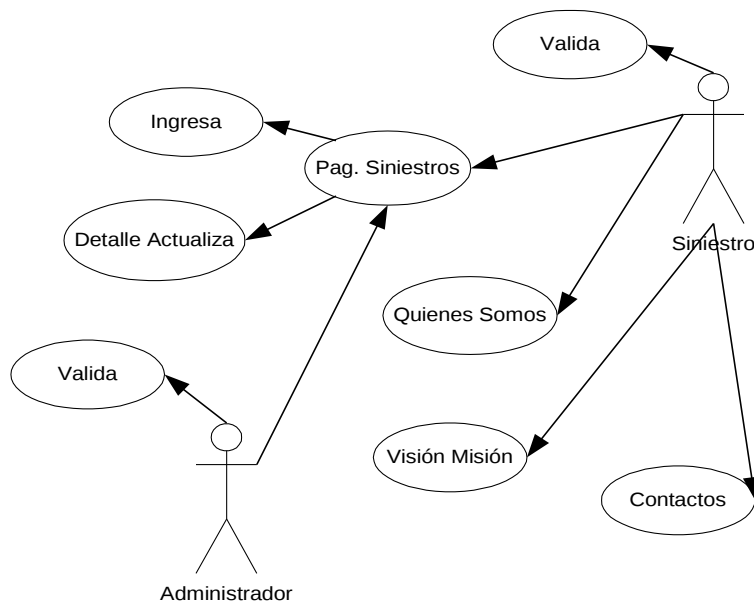 Valida
Ingresa
Pag. Siniestros
Detalle Actualiza
Siniestro
Quienes Somos
Valida
Visión Misión
Contactos
Administrador